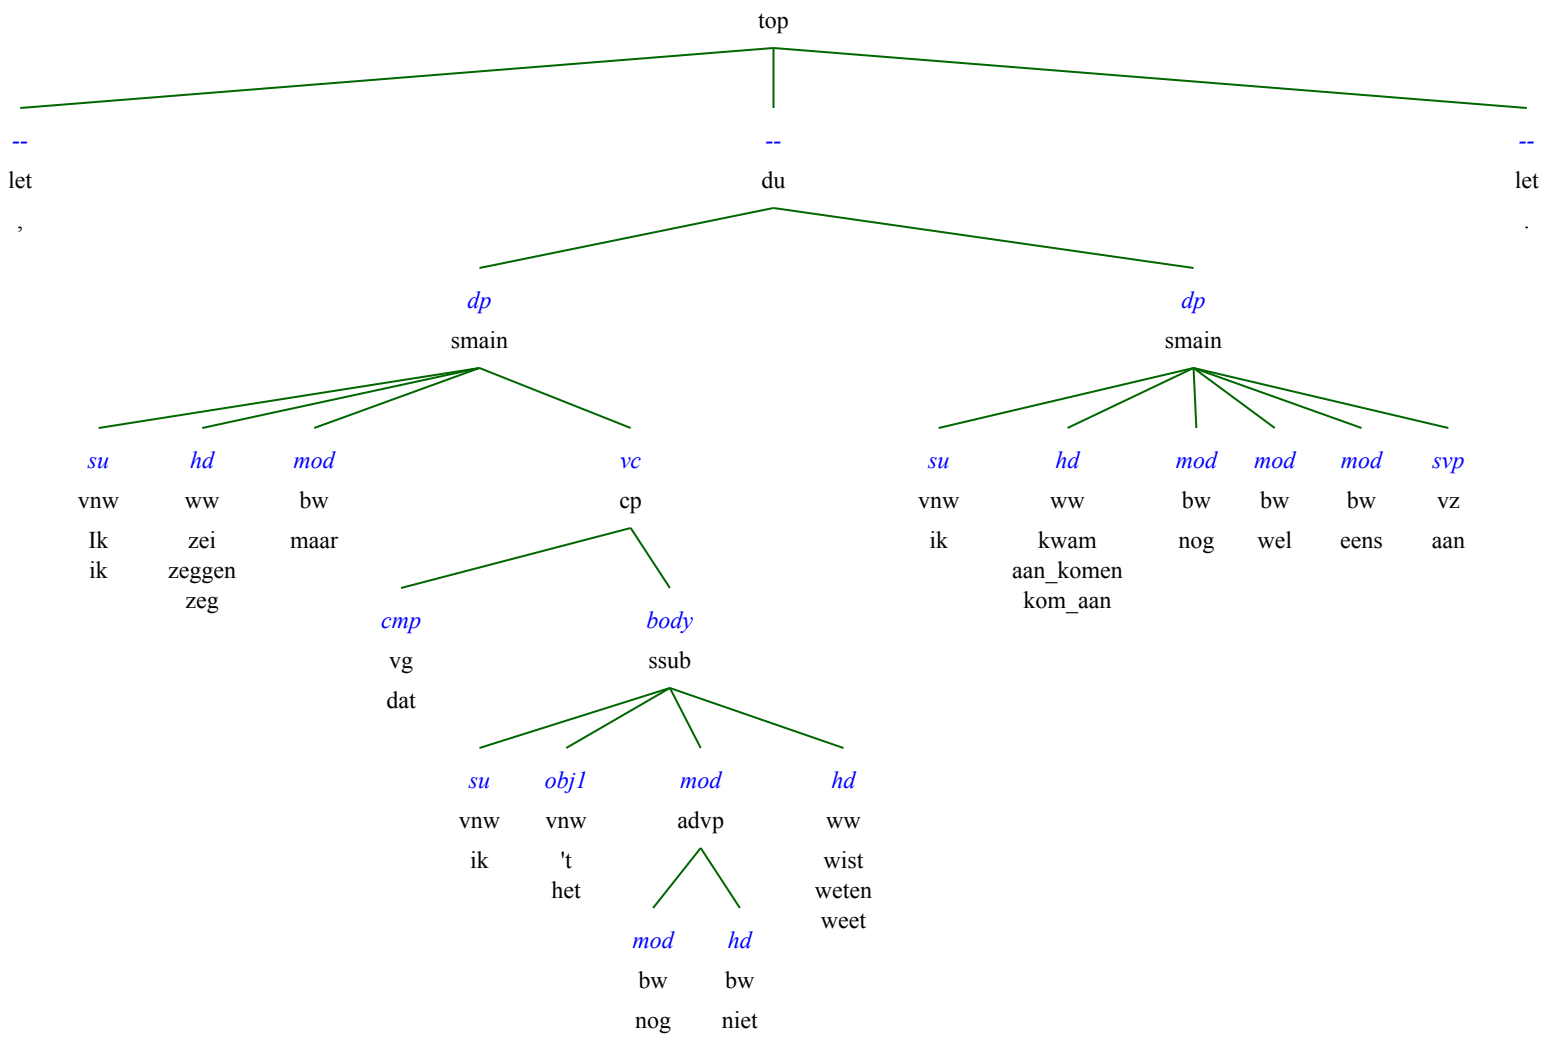 top
-- -- --
let du let
, .
dp dp
smain smain
su hd mod vc su hd mod mod mod svp
vnw ww bw cp vnw ww bw bw bw vz
Ik zei maar ik kwam nog wel eens aan
ik zeggen aan_komen
zeg kom_aan
cmp body
vg ssub
dat
su obj1 mod hd
vnw vnw advp ww
ik 't wist
het weten
weet
mod hd
bw bw
nog niet